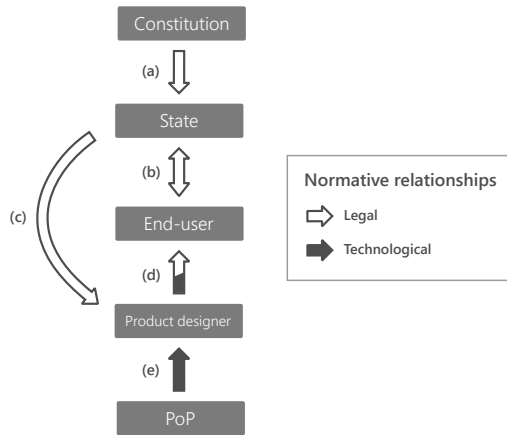 Constitution
(a)
State
(b)
(c)
End-user
(d)
Product designer
(e)
PoP
Normative relationships
Legal
Technological